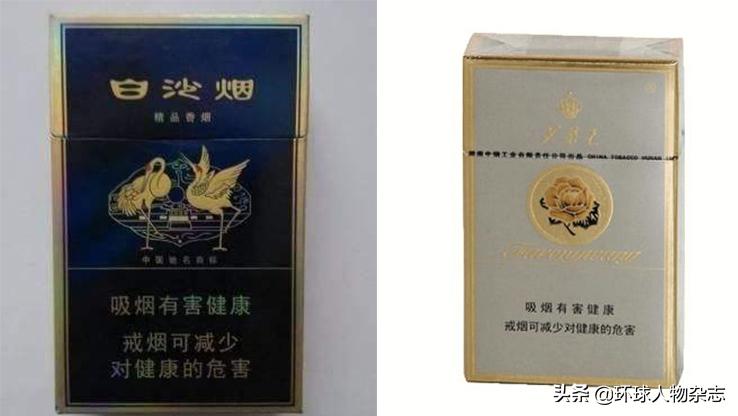 白沙烟
精品香烟
中国驰名商标
吸烟有害健康
戒烟可减少
对健康的危害
芙蓉王
湖南中烟工业有限责任公司出品 CHINA TOBACCO HUNAN
Furongwang
吸烟有害健康
戒烟可减少对健康的危害
头条 @环球人物杂志